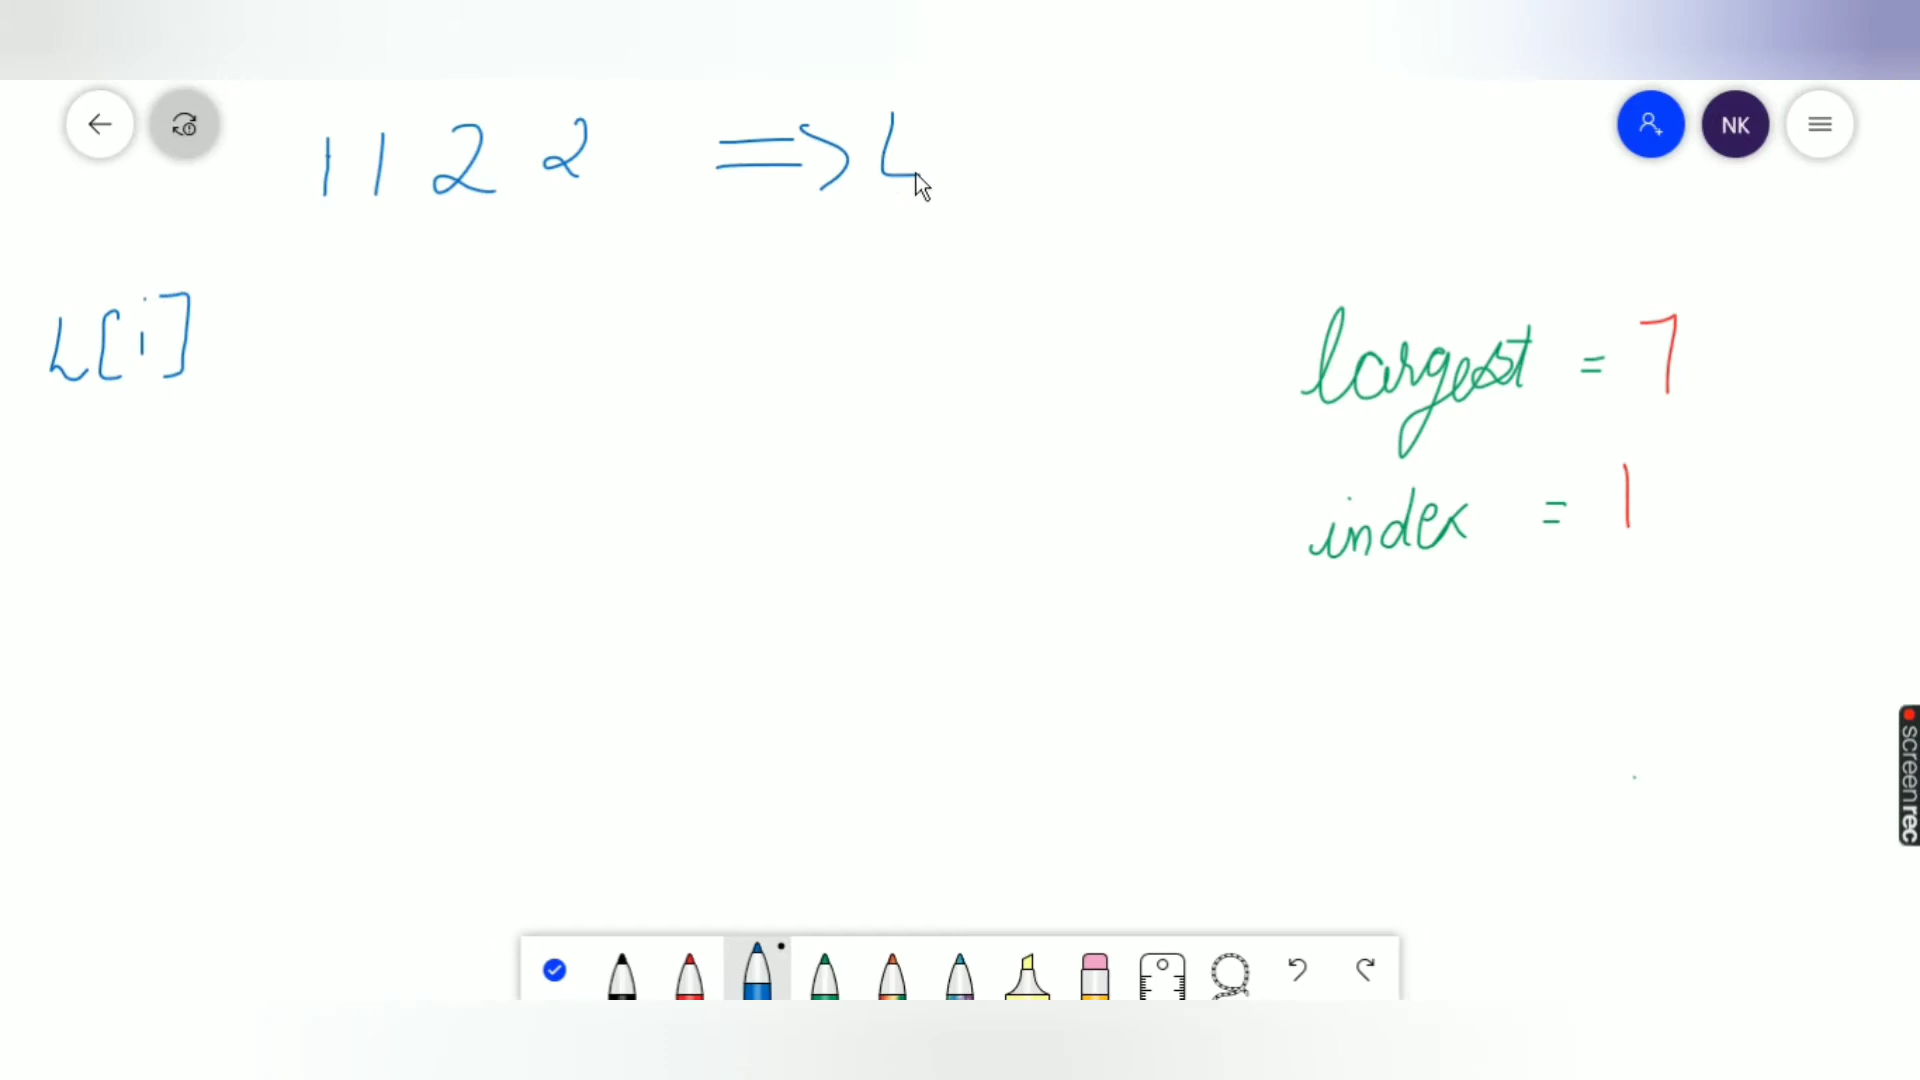 1 1 2 2 => L
NK
L[i]
largest = 7
index = 1
screenrec